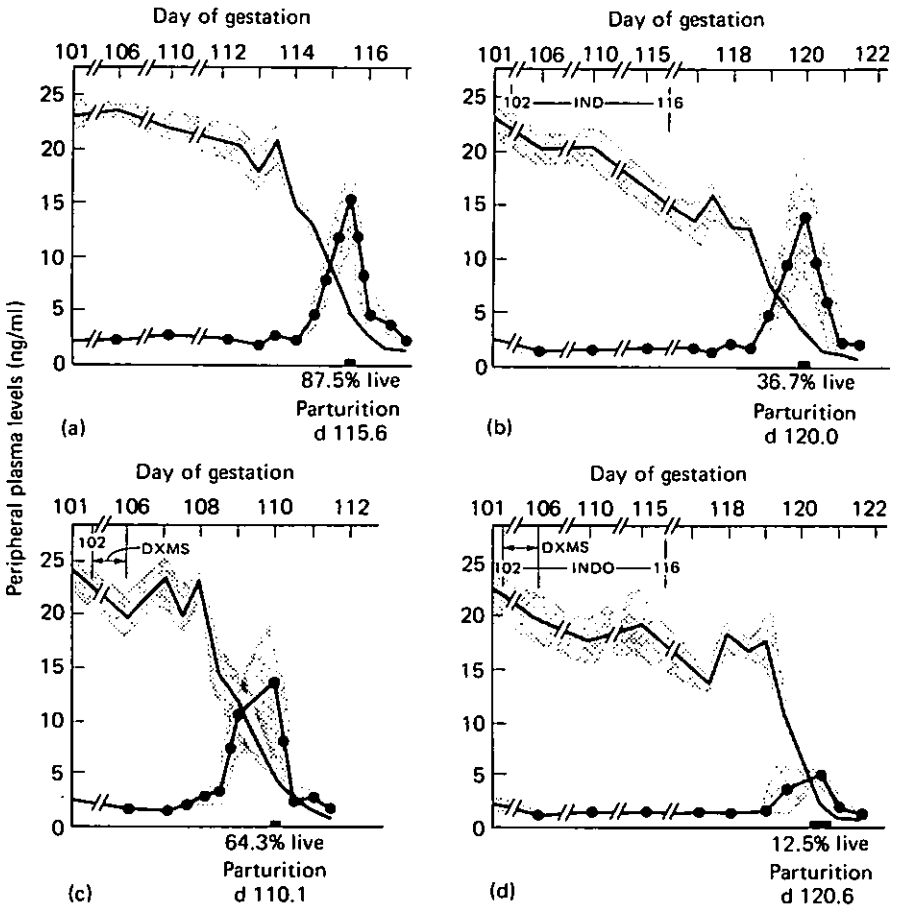 Peripheral plasma levels (ng/ml)
Day of gestation
101 106 110 112 114 116
25
20
15
10
5
0
87.5% live
Parturition
d 115.6
(a)
Day of gestation
101 106 110 115 118 120 122
25
20
15
10
5
0
102 IND 116
36.7% live
Parturition
d 120.0
(b)
Day of gestation
101 106 108 110 112
25
20
15
10
5
0
102
DXMS
64.3% live
Parturition
d 110.1
(c)
Day of gestation
101 106 110 115 118 120 122
25
20
15
10
5
0
DXMS
102 INDO 116
12.5% live
Parturition
d 120.6
(d)